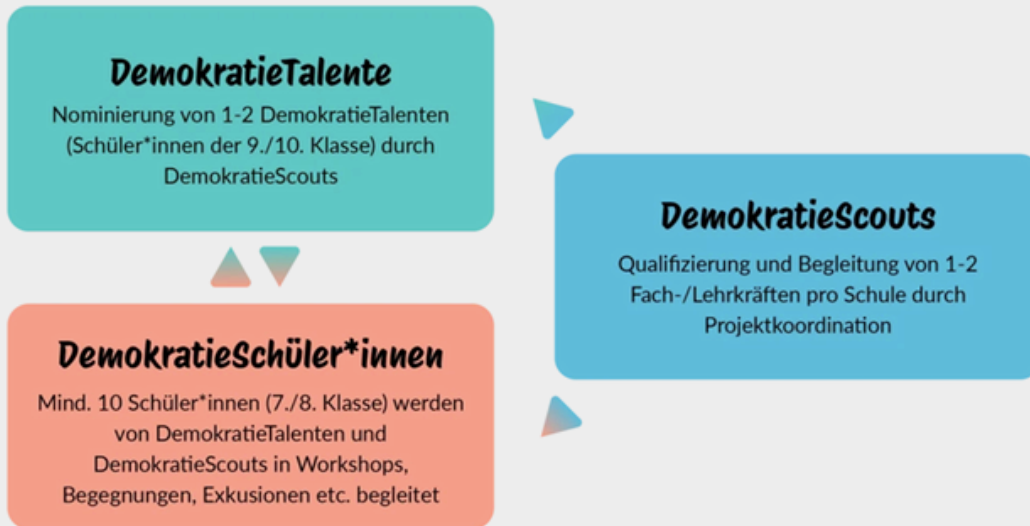 DemokratieTalente
Nominierung von 1-2 DemokratieTalenten
(Schüler*innen der 9./10. Klasse) durch
DemokratieScouts
DemokratieScouts
Qualifizierung und Begleitung von 1-2
Fach-/Lehrkräften pro Schule durch
Projektkoordination
DemokratieSchüler*innen
Mind. 10 Schüler*innen (7./8. Klasse) werden
von DemokratieTalenten und
DemokratieScouts in Workshops,
Begegnungen, Exkusionen etc. begleitet